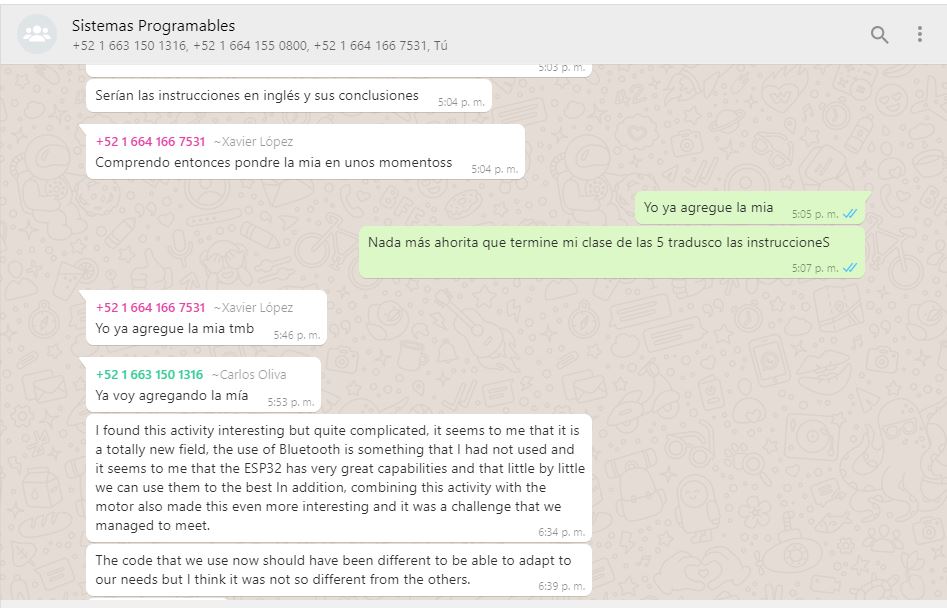 Sistemas Programables
+52 1 663 150 1316, +52 1 664 155 0800, +52 1 664 166 7531, Tú
5:03 p. m.
Serían las instrucciones en inglés y sus conclusiones
5:04 p. m.
+52 1 664 166 7531 ~Xavier López
Comprendo entonces pondre la mia en unos momentoss
5:04 p. m.
Yo ya agregue la mia
5:05 p. m.
Nada más ahorita que termine mi clase de las 5 tradusco las instruccioneS
5:07 p. m.
+52 1 664 166 7531 ~Xavier López
Yo ya agregue la mia tmb
5:46 p. m.
+52 1 663 150 1316 ~Carlos Oliva
Ya voy agregando la mía
5:53 p. m.
I found this activity interesting but quite complicated, it seems to me that it is
a totally new field, the use of Bluetooth is something that I had not used and
it seems to me that the ESP32 has very great capabilities and that little by little
we can use them to the best In addition, combining this activity with the
motor also made this even more interesting and it was a challenge that we
managed to meet.
6:34 p. m.
The code that we use now should have been different to be able to adapt to
our needs but I think it was not so different from the others.
6:39 p. m.